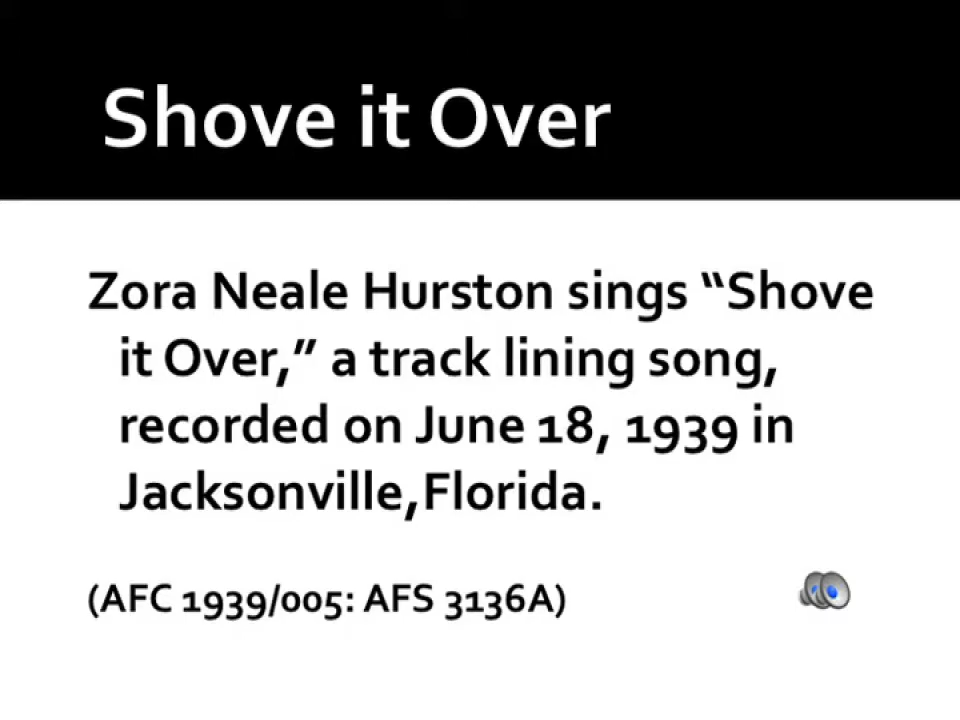 Shove it Over
Zora Neale Hurston sings “Shove
it Over,” a track lining song,
recorded on June 18, 1939 in
Jacksonville,Florida.
(AFC 1939/005: AFS 3136A)